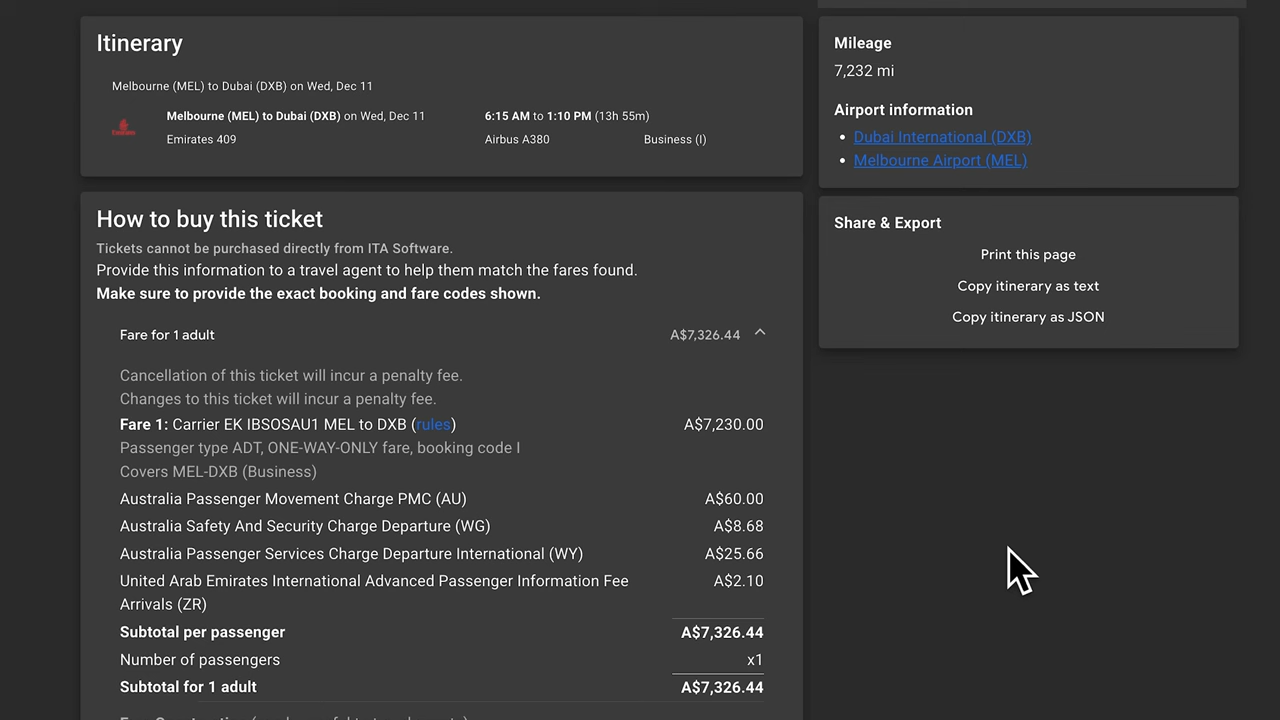 Itinerary
Melbourne (MEL) to Dubai (DXB) on Wed, Dec 11
Melbourne (MEL) to Dubai (DXB) on Wed, Dec 11 6:15 AM to 1:10 PM (13h 55m)
Emirates
Emirates 409 Airbus A380 Business (I)
How to buy this ticket
Tickets cannot be purchased directly from ITA Software.
Provide this information to a travel agent to help them match the fares found.
Make sure to provide the exact booking and fare codes shown.
Fare for 1 adult A$7,326.44
Cancellation of this ticket will incur a penalty fee.
Changes to this ticket will incur a penalty fee.
Fare 1: Carrier EK IBSOSAU1 MEL to DXB (rules) A$7,230.00
Passenger type ADT, ONE-WAY-ONLY fare, booking code I
Covers MEL-DXB (Business)
Australia Passenger Movement Charge PMC (AU) A$60.00
Australia Safety And Security Charge Departure (WG) A$8.68
Australia Passenger Services Charge Departure International (WY) A$25.66
United Arab Emirates International Advanced Passenger Information Fee A$2.10
Arrivals (ZR)
Subtotal per passenger A$7,326.44
Number of passengers x1
Subtotal for 1 adult A$7,326.44
Mileage
7,232 mi
Airport information
• Dubai International (DXB)
• Melbourne Airport (MEL)
Share & Export
Print this page
Copy itinerary as text
Copy itinerary as JSON